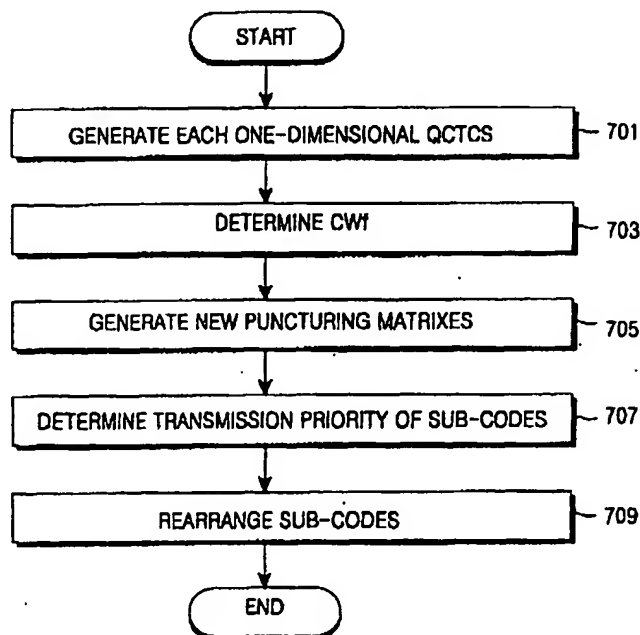 START
GENERATE EACH ONE-DIMENSIONAL QCTCS
701
DETERMINE CWf
703
GENERATE NEW PUNCTURING MATRIXES
705
DETERMINE TRANSMISSION PRIORITY OF SUB-CODES
707
REARRANGE SUB-CODES
709
END